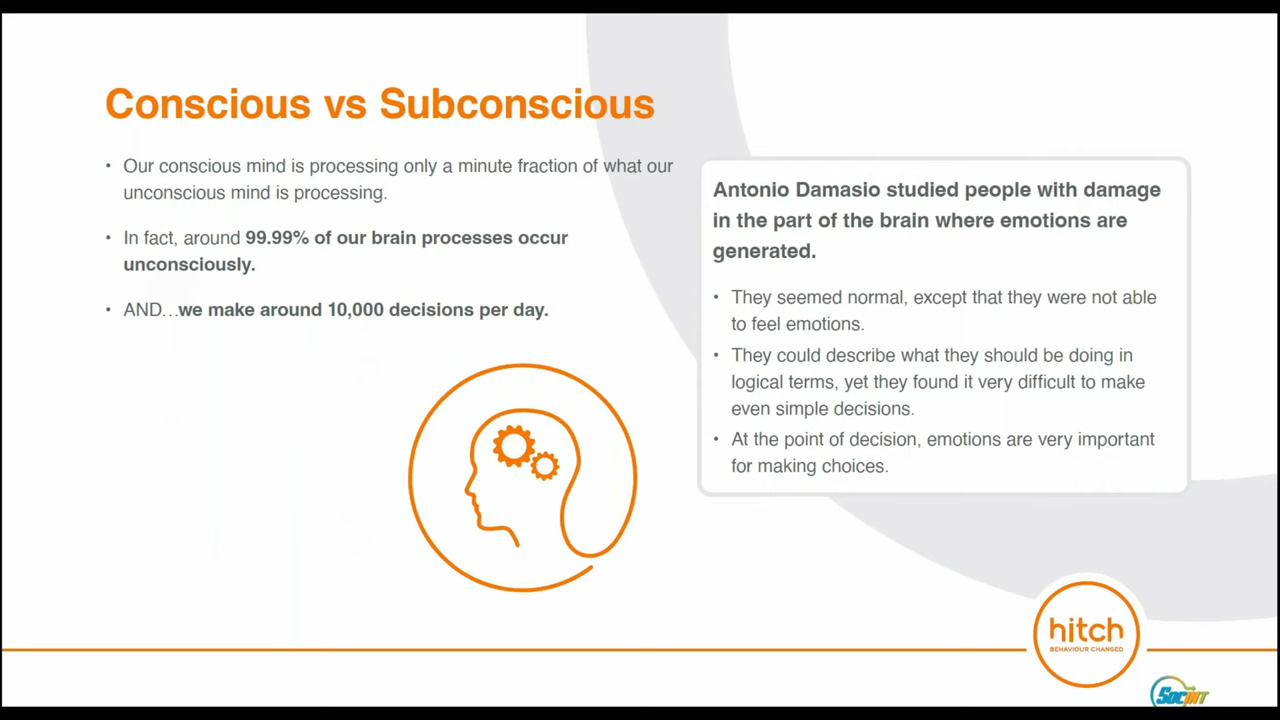 Conscious vs Subconscious
• Our conscious mind is processing only a minute fraction of what our
unconscious mind is processing.
• In fact, around 99.99% of our brain processes occur
unconsciously.
• AND…we make around 10,000 decisions per day.
Antonio Damasio studied people with damage
in the part of the brain where emotions are
generated.
• They seemed normal, except that they were not able
to feel emotions.
• They could describe what they should be doing in
logical terms, yet they found it very difficult to make
even simple decisions.
• At the point of decision, emotions are very important
for making choices.
hitch
BEHAVIOUR CHANGED